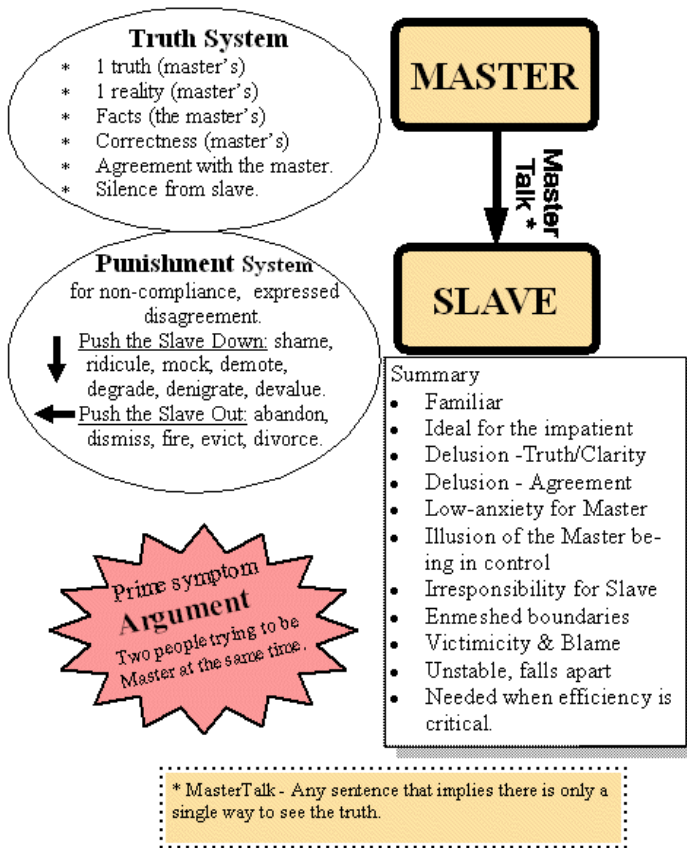 Truth System
* 1 truth (master's)
* 1 reality (master's)
* Facts (the master's)
* Correctness (master's)
* Agreement with the master.
* Silence from slave.
MASTER
Master
Talk *
SLAVE
Punishment System
for non-compliance, expressed
disagreement.
Push the Slave Down: shame,
ridicule, mock, demote,
degrade, denigrate, devalue.
Push the Slave Out: abandon,
dismiss, fire, evict, divorce.
Summary
• Familiar
• Ideal for the impatient
• Delusion -Truth/Clarity
• Delusion - Agreement
• Low-anxiety for Master
• Illusion of the Master be-
ing in control
• Irresponsibility for Slave
• Enmeshed boundaries
• Victimicity & Blame
• Unstable, falls apart
• Needed when efficiency is
critical.
Prime symptom
Argument
Two people trying to be
Master at the same time.
* MasterTalk - Any sentence that implies there is only a
single way to see the truth.